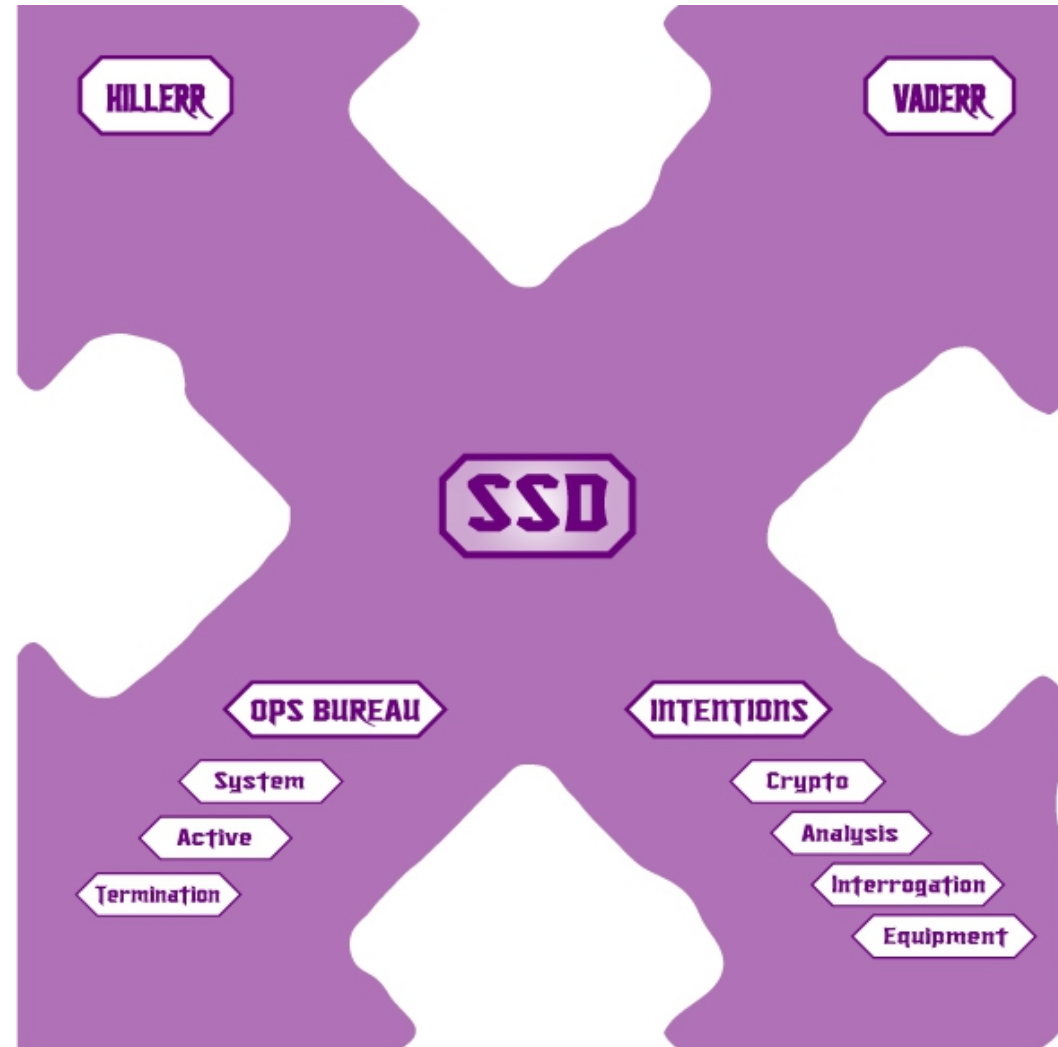 HILLERR
VADERR
SSD
OPS BUREAU
INTENTIONS
System
Crypto
Active
Analysis
Termination
Interrogation
Equipment